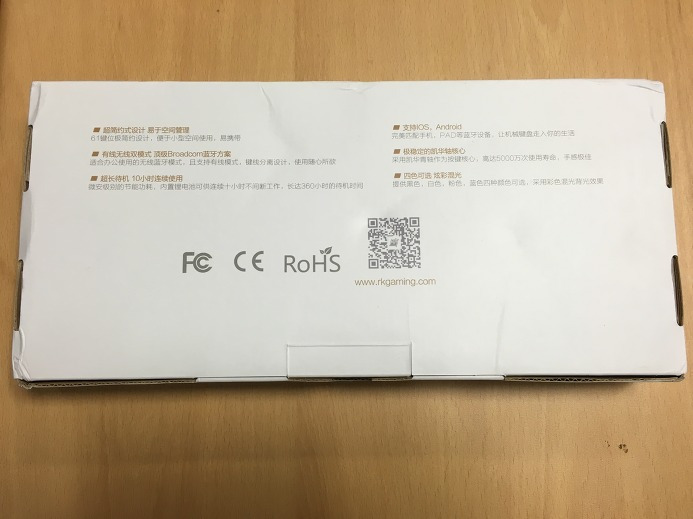 超简约式设计 易于空间管理
61键位极简约设计，便于小型空间使用，易携带
有线无线双模式 顶级Broadcom蓝牙方案
适合办公使用的无线蓝牙模式，且支持有线模式，键线分离设计，使用随心所欲
超长待机 10小时连续使用
微安级别的节能功耗，内置锂电池可供连续十小时不间断工作，长达360小时的待机时间
支持IOS、Android
完美匹配手机，PAD等蓝牙设备，让机械键盘走入你的生活
极稳定的凯华轴核心
采用凯华青轴作为按键核心，高达5000万次使用寿命，手感极佳
四色可选 炫彩混光
提供黑色，白色，粉色，蓝色四种颜色可选，采用彩色混光背光效果
FC CE RoHS
www.rkgaming.com